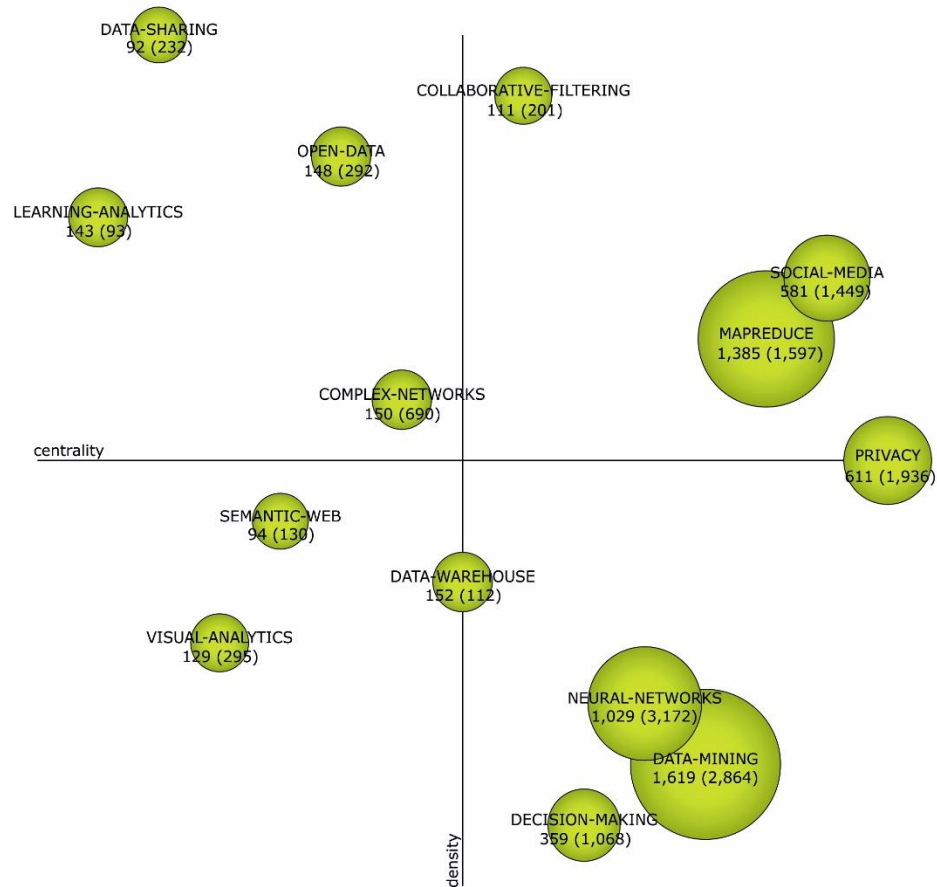 DATA-SHARING
92 (232)
COLLABORATIVE-FILTERING
111 (201)
OPEN-DATA
148 (292)
LEARNING-ANALYTICS
143 (93)
SOCIAL-MEDIA
581 (1,449)
MAPREDUCE
1,385 (1,597)
COMPLEX-NETWORKS
150 (690)
centrality
PRIVACY
611 (1,936)
SEMANTIC-WEB
94 (130)
DATA-WAREHOUSE
152 (112)
VISUAL-ANALYTICS
129 (295)
NEURAL-NETWORKS
1,029 (3,172)
DATA-MINING
1,619 (2,864)
DECISION-MAKING
359 (1,068)
density